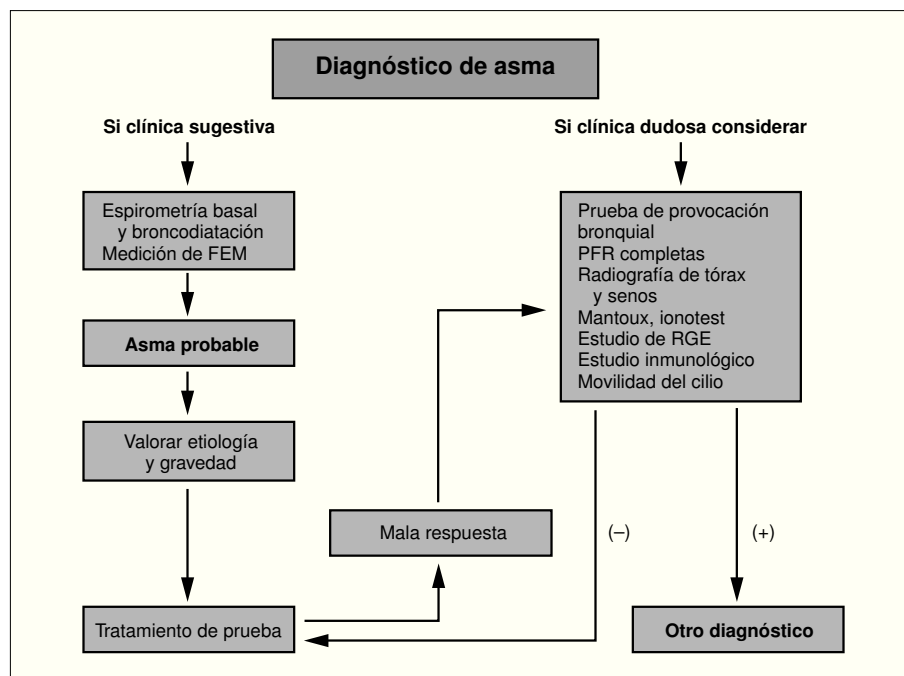 Diagnóstico de asma
Si clínica sugestiva
Espirometría basal
y broncodiatación
Medición de FEM
Asma probable
Valorar etiología
y gravedad
Tratamiento de prueba
Mala respuesta
Si clínica dudosa considerar
Prueba de provocación
bronquial
PFR completas
Radiografía de tórax
y senos
Mantoux, ionotest
Estudio de RGE
Estudio inmunológico
Movilidad del cilio
(–)
(+)
Otro diagnóstico